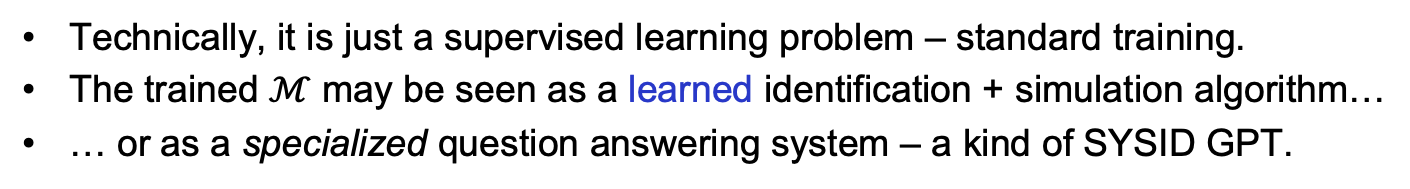 • Technically, it is just a supervised learning problem – standard training.
• The trained ℳ may be seen as a learned identification + simulation algorithm…
• … or as a specialized question answering system – a kind of SYSID GPT.